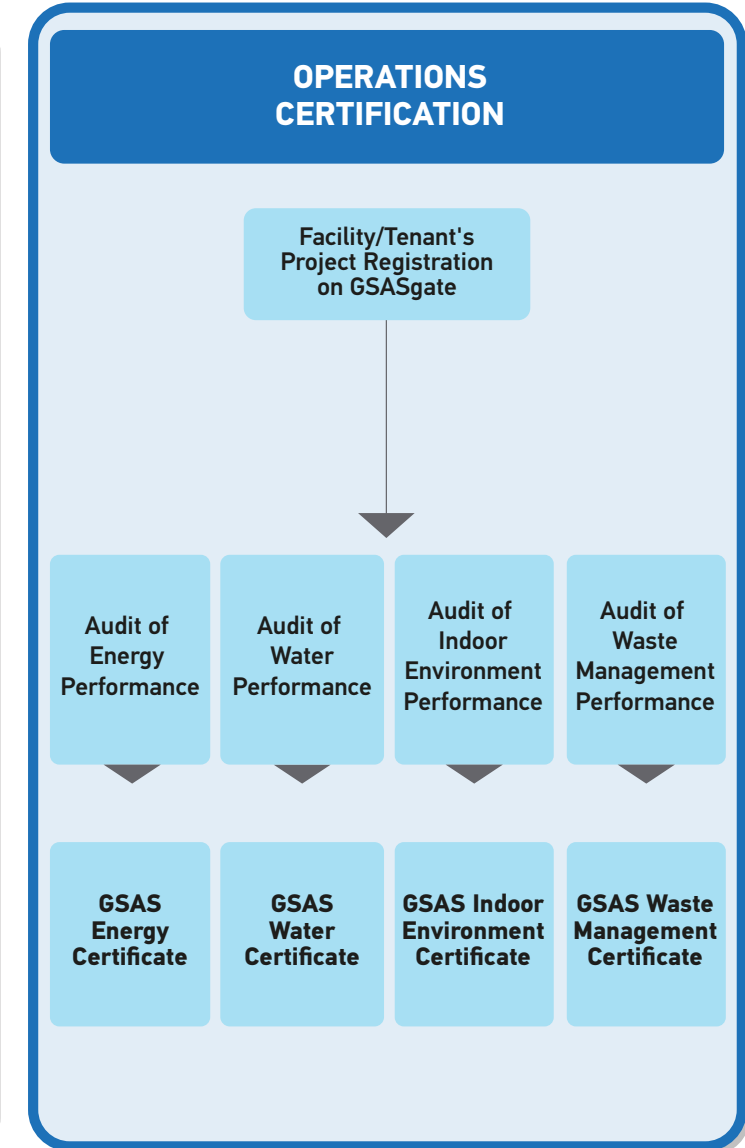 OPERATIONS
CERTIFICATION
Facility/Tenant's
Project Registration
on GSASgate
Audit of
Energy
Performance
Audit of
Water
Performance
Audit of
Indoor
Environment
Performance
Audit of
Waste
Management
Performance
GSAS
Energy
Certificate
GSAS
Water
Certificate
GSAS Indoor
Environment
Certificate
GSAS Waste
Management
Certificate